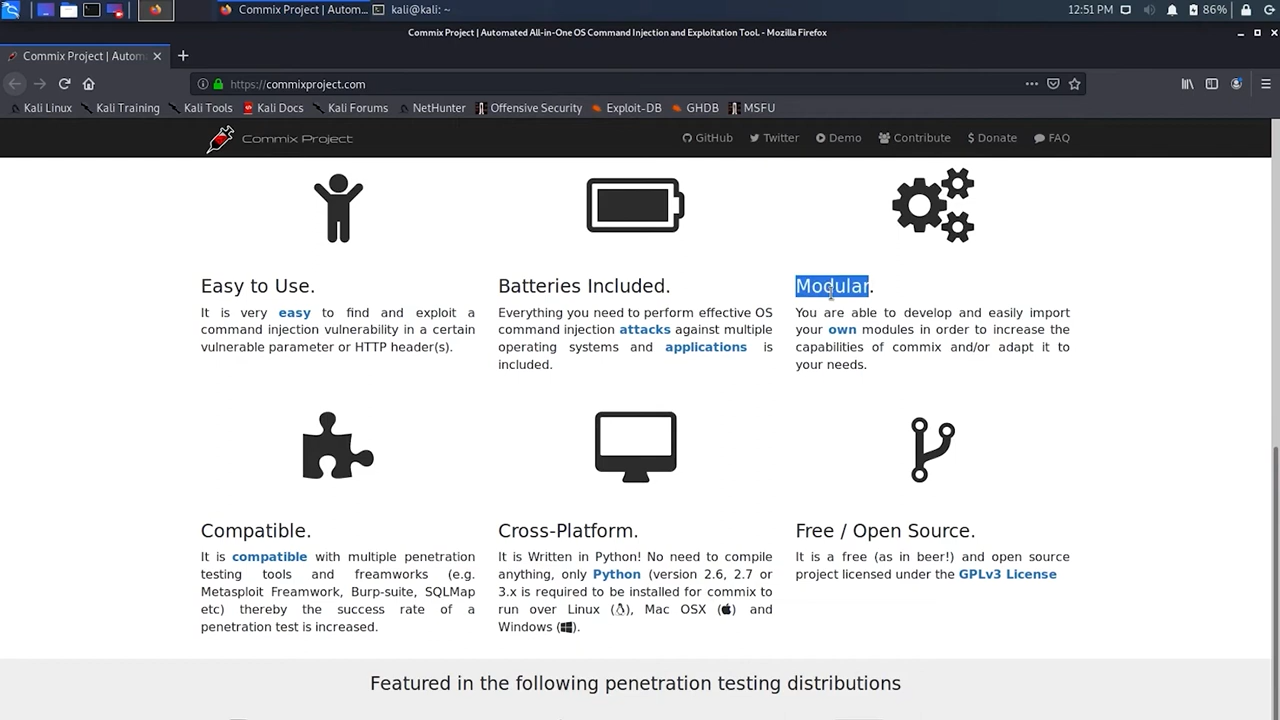 Commix Project | Autom...
kali@kali: ~
12:51 PM
86%
Commix Project | Automated All-in-One OS Command Injection and Exploitation Tool. - Mozilla Firefox
Commix Project | Autom
https://commixproject.com
Kali Linux
Kali Training
Kali Tools
Kali Docs
Kali Forums
NetHunter
Offensive Security
Exploit-DB
GHDB
MSFU
Commix Project
GitHub
Twitter
Demo
Contribute
Donate
FAQ
Easy to Use.
It is very easy to find and exploit a
command injection vulnerability in a certain
vulnerable parameter or HTTP header(s).
Batteries Included.
Everything you need to perform effective OS
command injection attacks against multiple
operating systems and applications is
included.
Modular.
You are able to develop and easily import
your own modules in order to increase the
capabilities of commix and/or adapt it to
your needs.
Compatible.
It is compatible with multiple penetration
testing tools and freamworks (e.g.
Metasploit Freamwork, Burp-suite, SQLMap
etc) thereby the success rate of a
penetration test is increased.
Cross-Platform.
It is Written in Python! No need to compile
anything, only Python (version 2.6, 2.7 or
3.x is required to be installed for commix to
run over Linux (), Mac OSX () and
Windows ().
Free / Open Source.
It is a free (as in beer!) and open source
project licensed under the GPLv3 License
Featured in the following penetration testing distributions